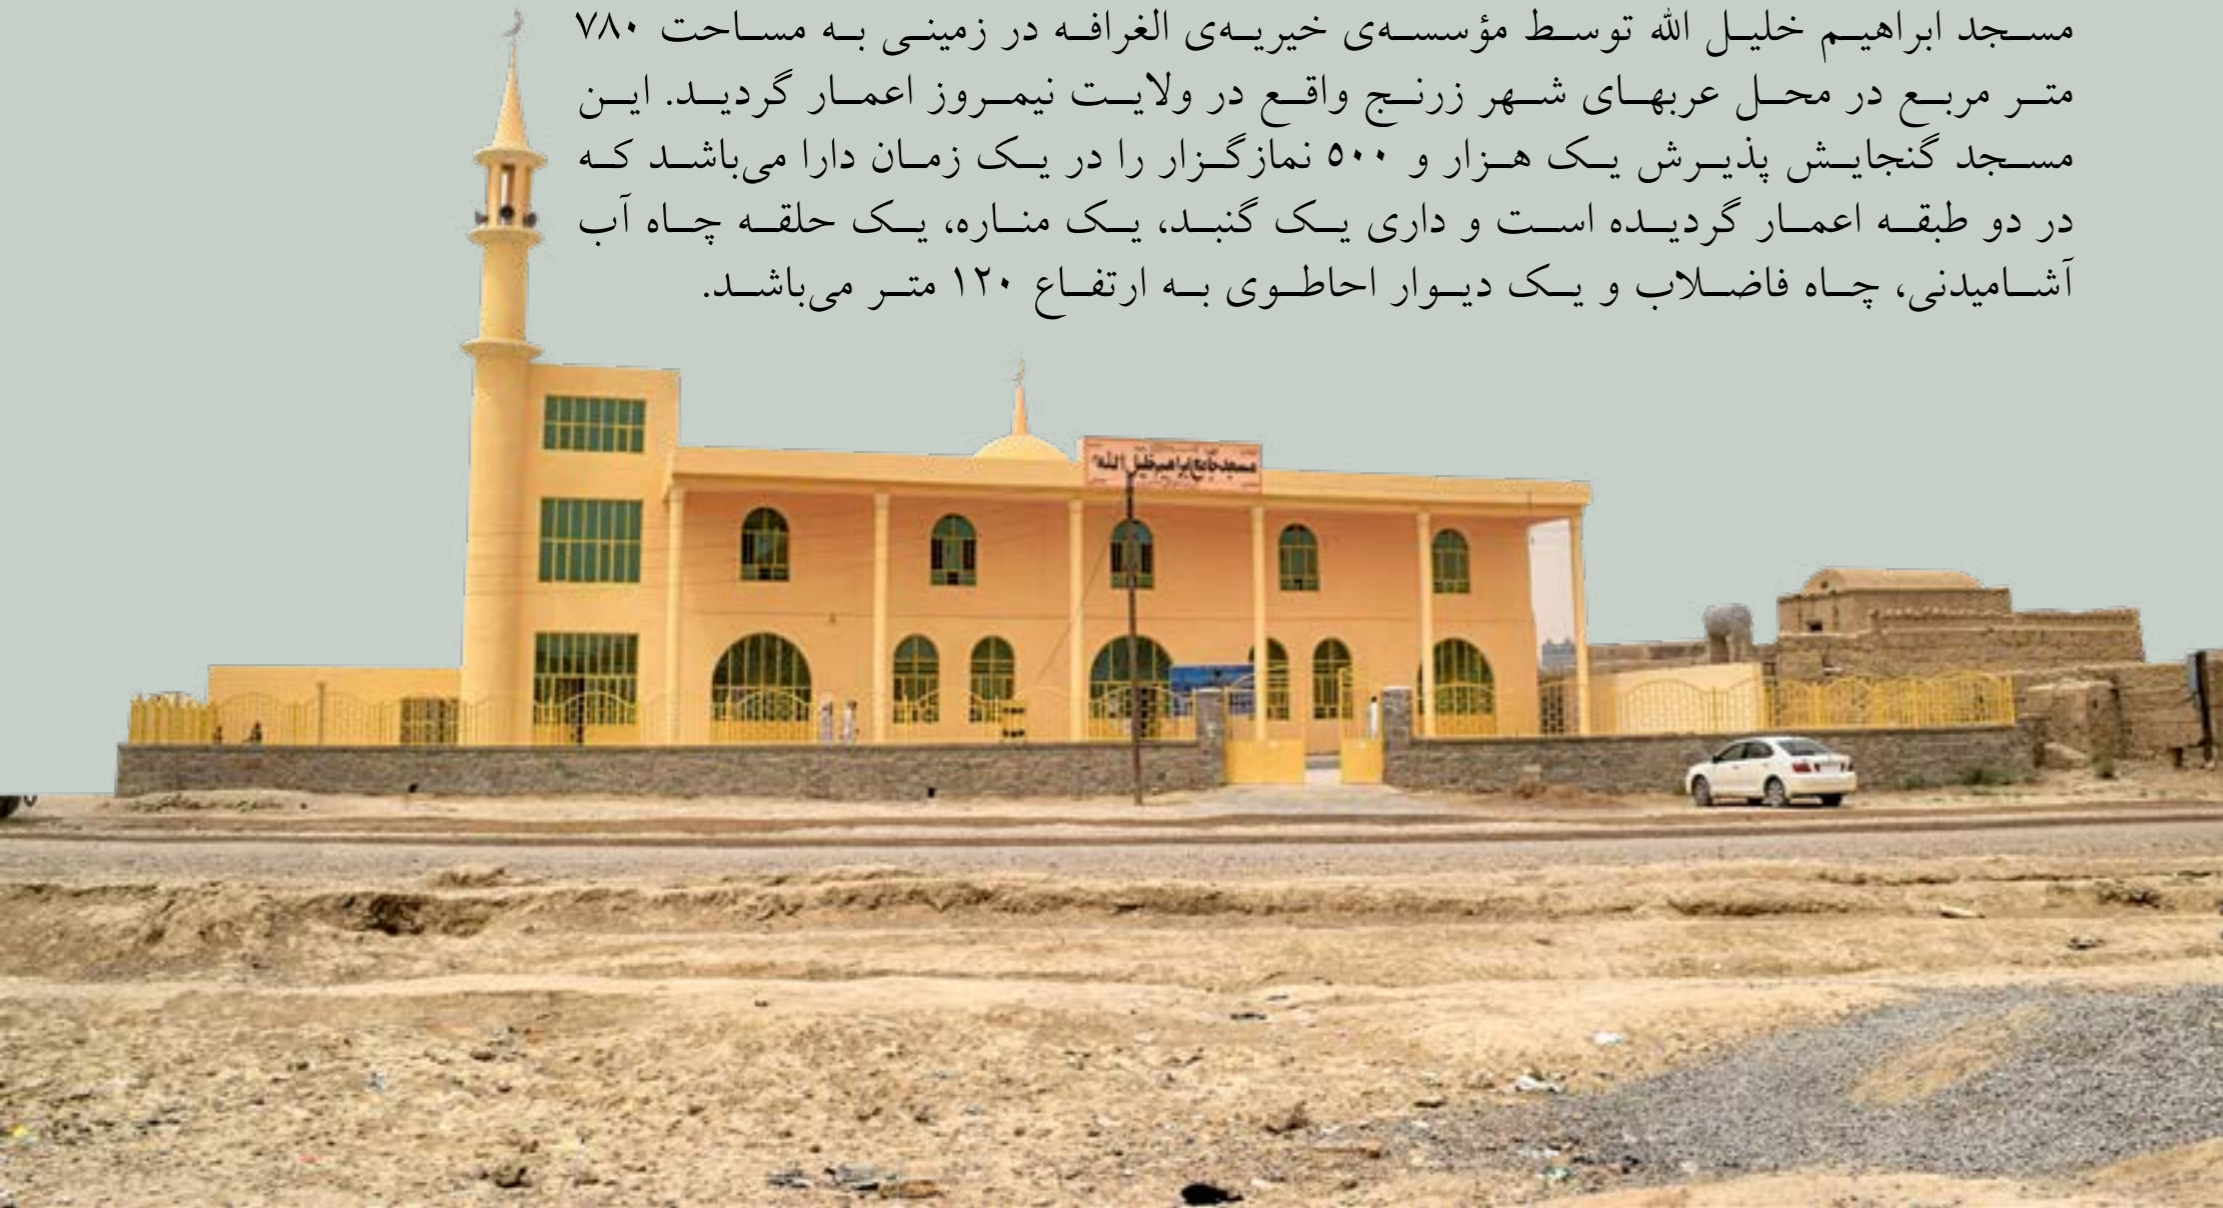 مسجد ابراهیم خلیل الله توسط مؤسسه‌ی خیریه‌ی الغرافه در زمینی به مساحت ۷۸۰
متر مربع در محل عربهای شهر زرنج واقع در ولایت نیمروز اعمار گردید. این
مسجد گنجایش پذیرش یک هزار و ۵۰۰ نمازگزار را در یک زمان دارا می‌باشد که
در دو طبقه اعمار گردیده است و داری یک گنبد، یک مناره، یک حلقه چاه آب
آشامیدنی، چاه فاضلاب و یک دیوار احاطوی به ارتفاع ۱۲۰ متر می‌باشد.
مسجد جامع ابراهیم خلیل الله